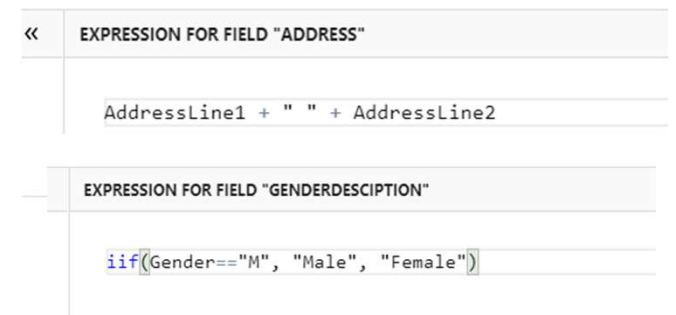 «
EXPRESSION FOR FIELD "ADDRESS"
AddressLine1 + " " + AddressLine2
EXPRESSION FOR FIELD "GENDERDESCIPTION"
iif(Gender=="M", "Male", "Female")